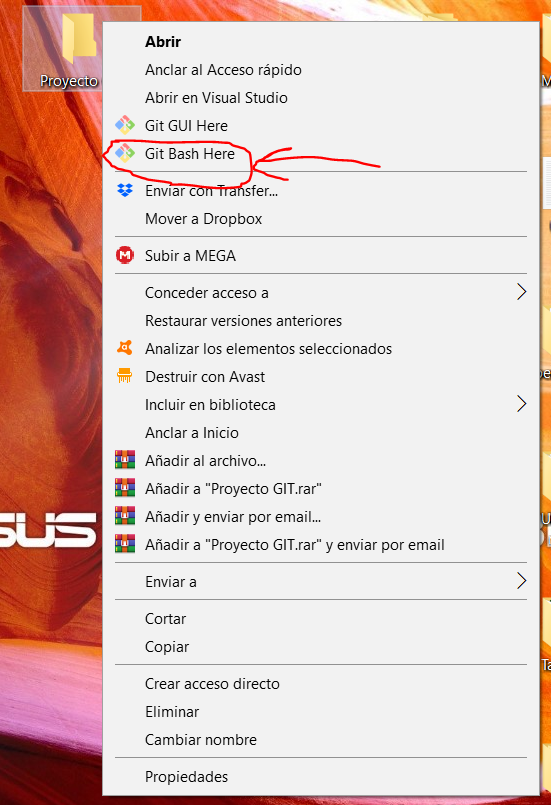 Proyecto
Abrir
Anclar al Acceso rápido
Abrir en Visual Studio
Git GUI Here
Git Bash Here
Enviar con Transfer...
Mover a Dropbox
Subir a MEGA
Conceder acceso a
Restaurar versiones anteriores
Analizar los elementos seleccionados
Destruir con Avast
Incluir en biblioteca
Anclar a Inicio
Añadir al archivo...
Añadir a "Proyecto GIT.rar"
Añadir y enviar por email...
Añadir a "Proyecto GIT.rar" y enviar por email
Enviar a
Cortar
Copiar
Crear acceso directo
Eliminar
Cambiar nombre
Propiedades